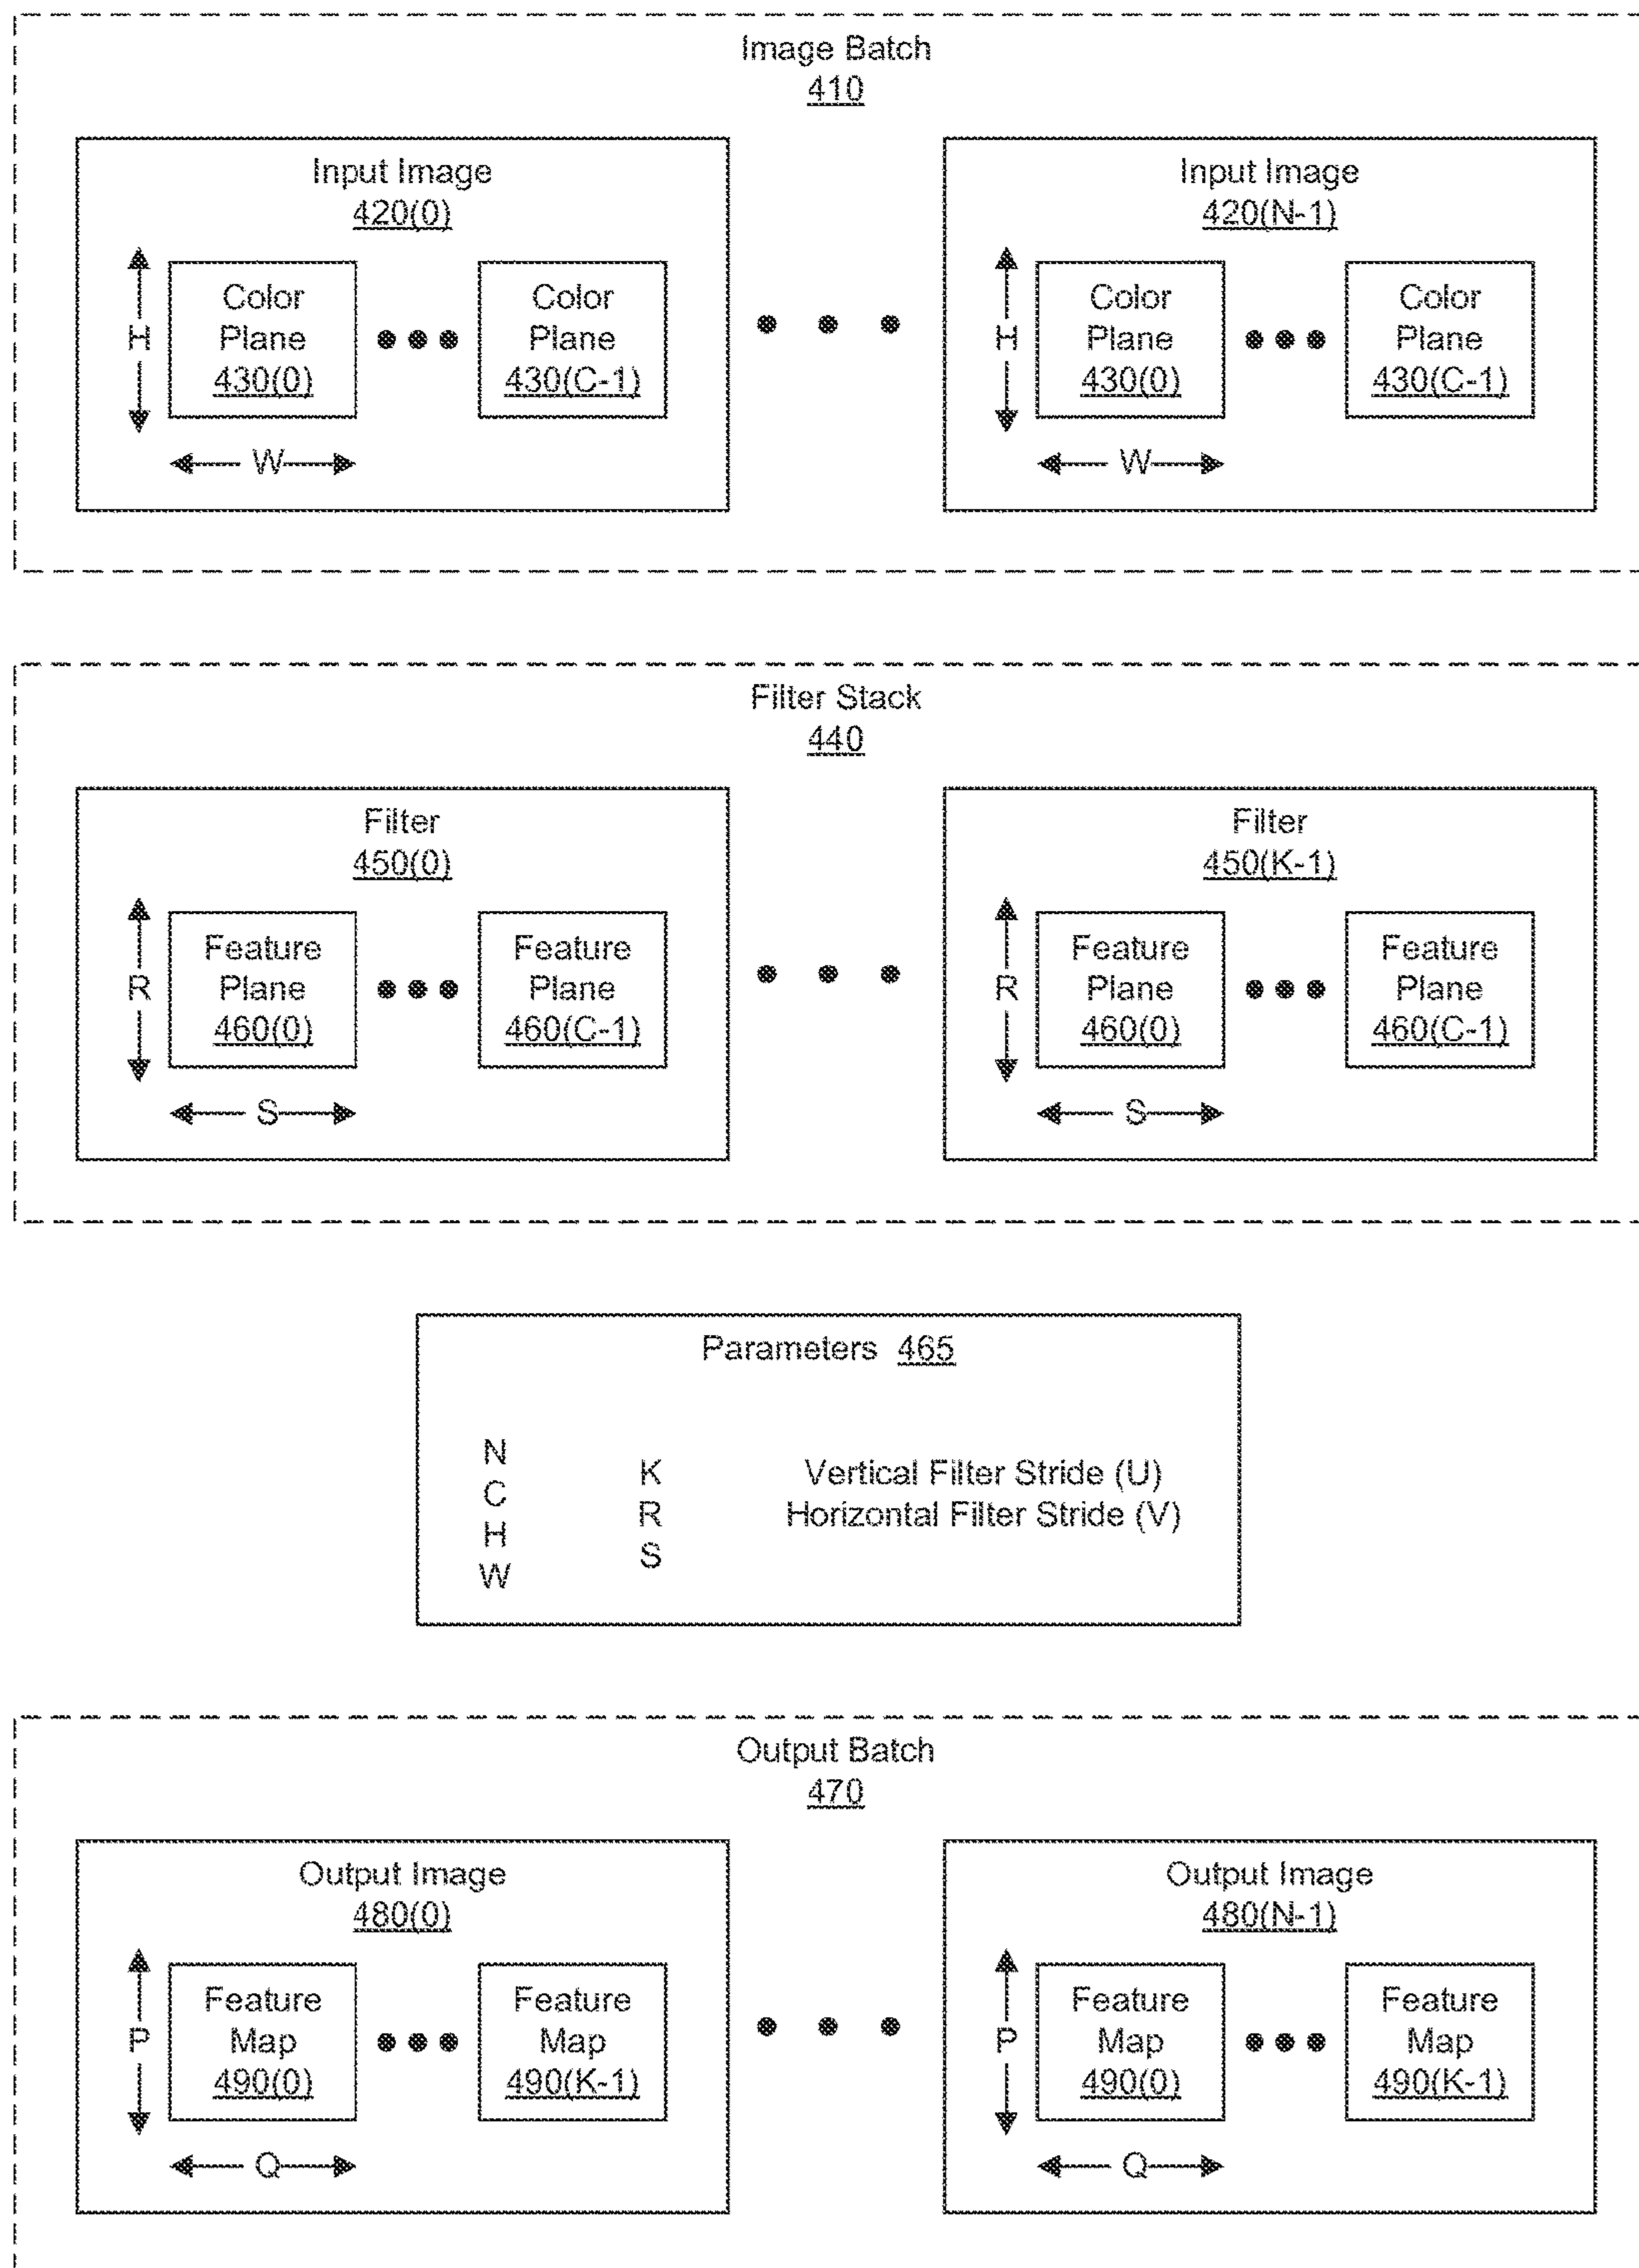 Image Batch
410
Input Image
420(0)
H
Color
Plane
430(0)
Color
Plane
430(C-1)
W
Input Image
420(N-1)
H
Color
Plane
430(0)
Color
Plane
430(C-1)
W
Filter Stack
440
Filter
450(0)
R
Feature
Plane
460(0)
Feature
Plane
460(C-1)
S
Filter
450(K-1)
R
Feature
Plane
460(0)
Feature
Plane
460(C-1)
S
Parameters 465
N
C
H
W
K
R
S
Vertical Filter Stride (U)
Horizontal Filter Stride (V)
Output Batch
470
Output Image
480(0)
P
Feature
Map
490(0)
Feature
Map
490(K-1)
Q
Output Image
480(N-1)
P
Feature
Map
490(0)
Feature
Map
490(K-1)
Q